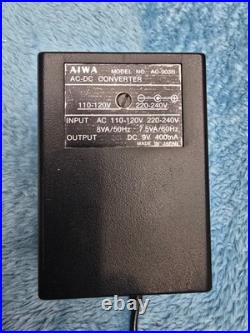 AIWA MODEL NO. AC-903B
AC-DC CONVERTER
110-120V 220-240V
INPUT AC 110-120V 220-240V
8VA/50Hz 7.5VA/60Hz
OUTPUT DC 9V 400mA
MADE IN JAPAN